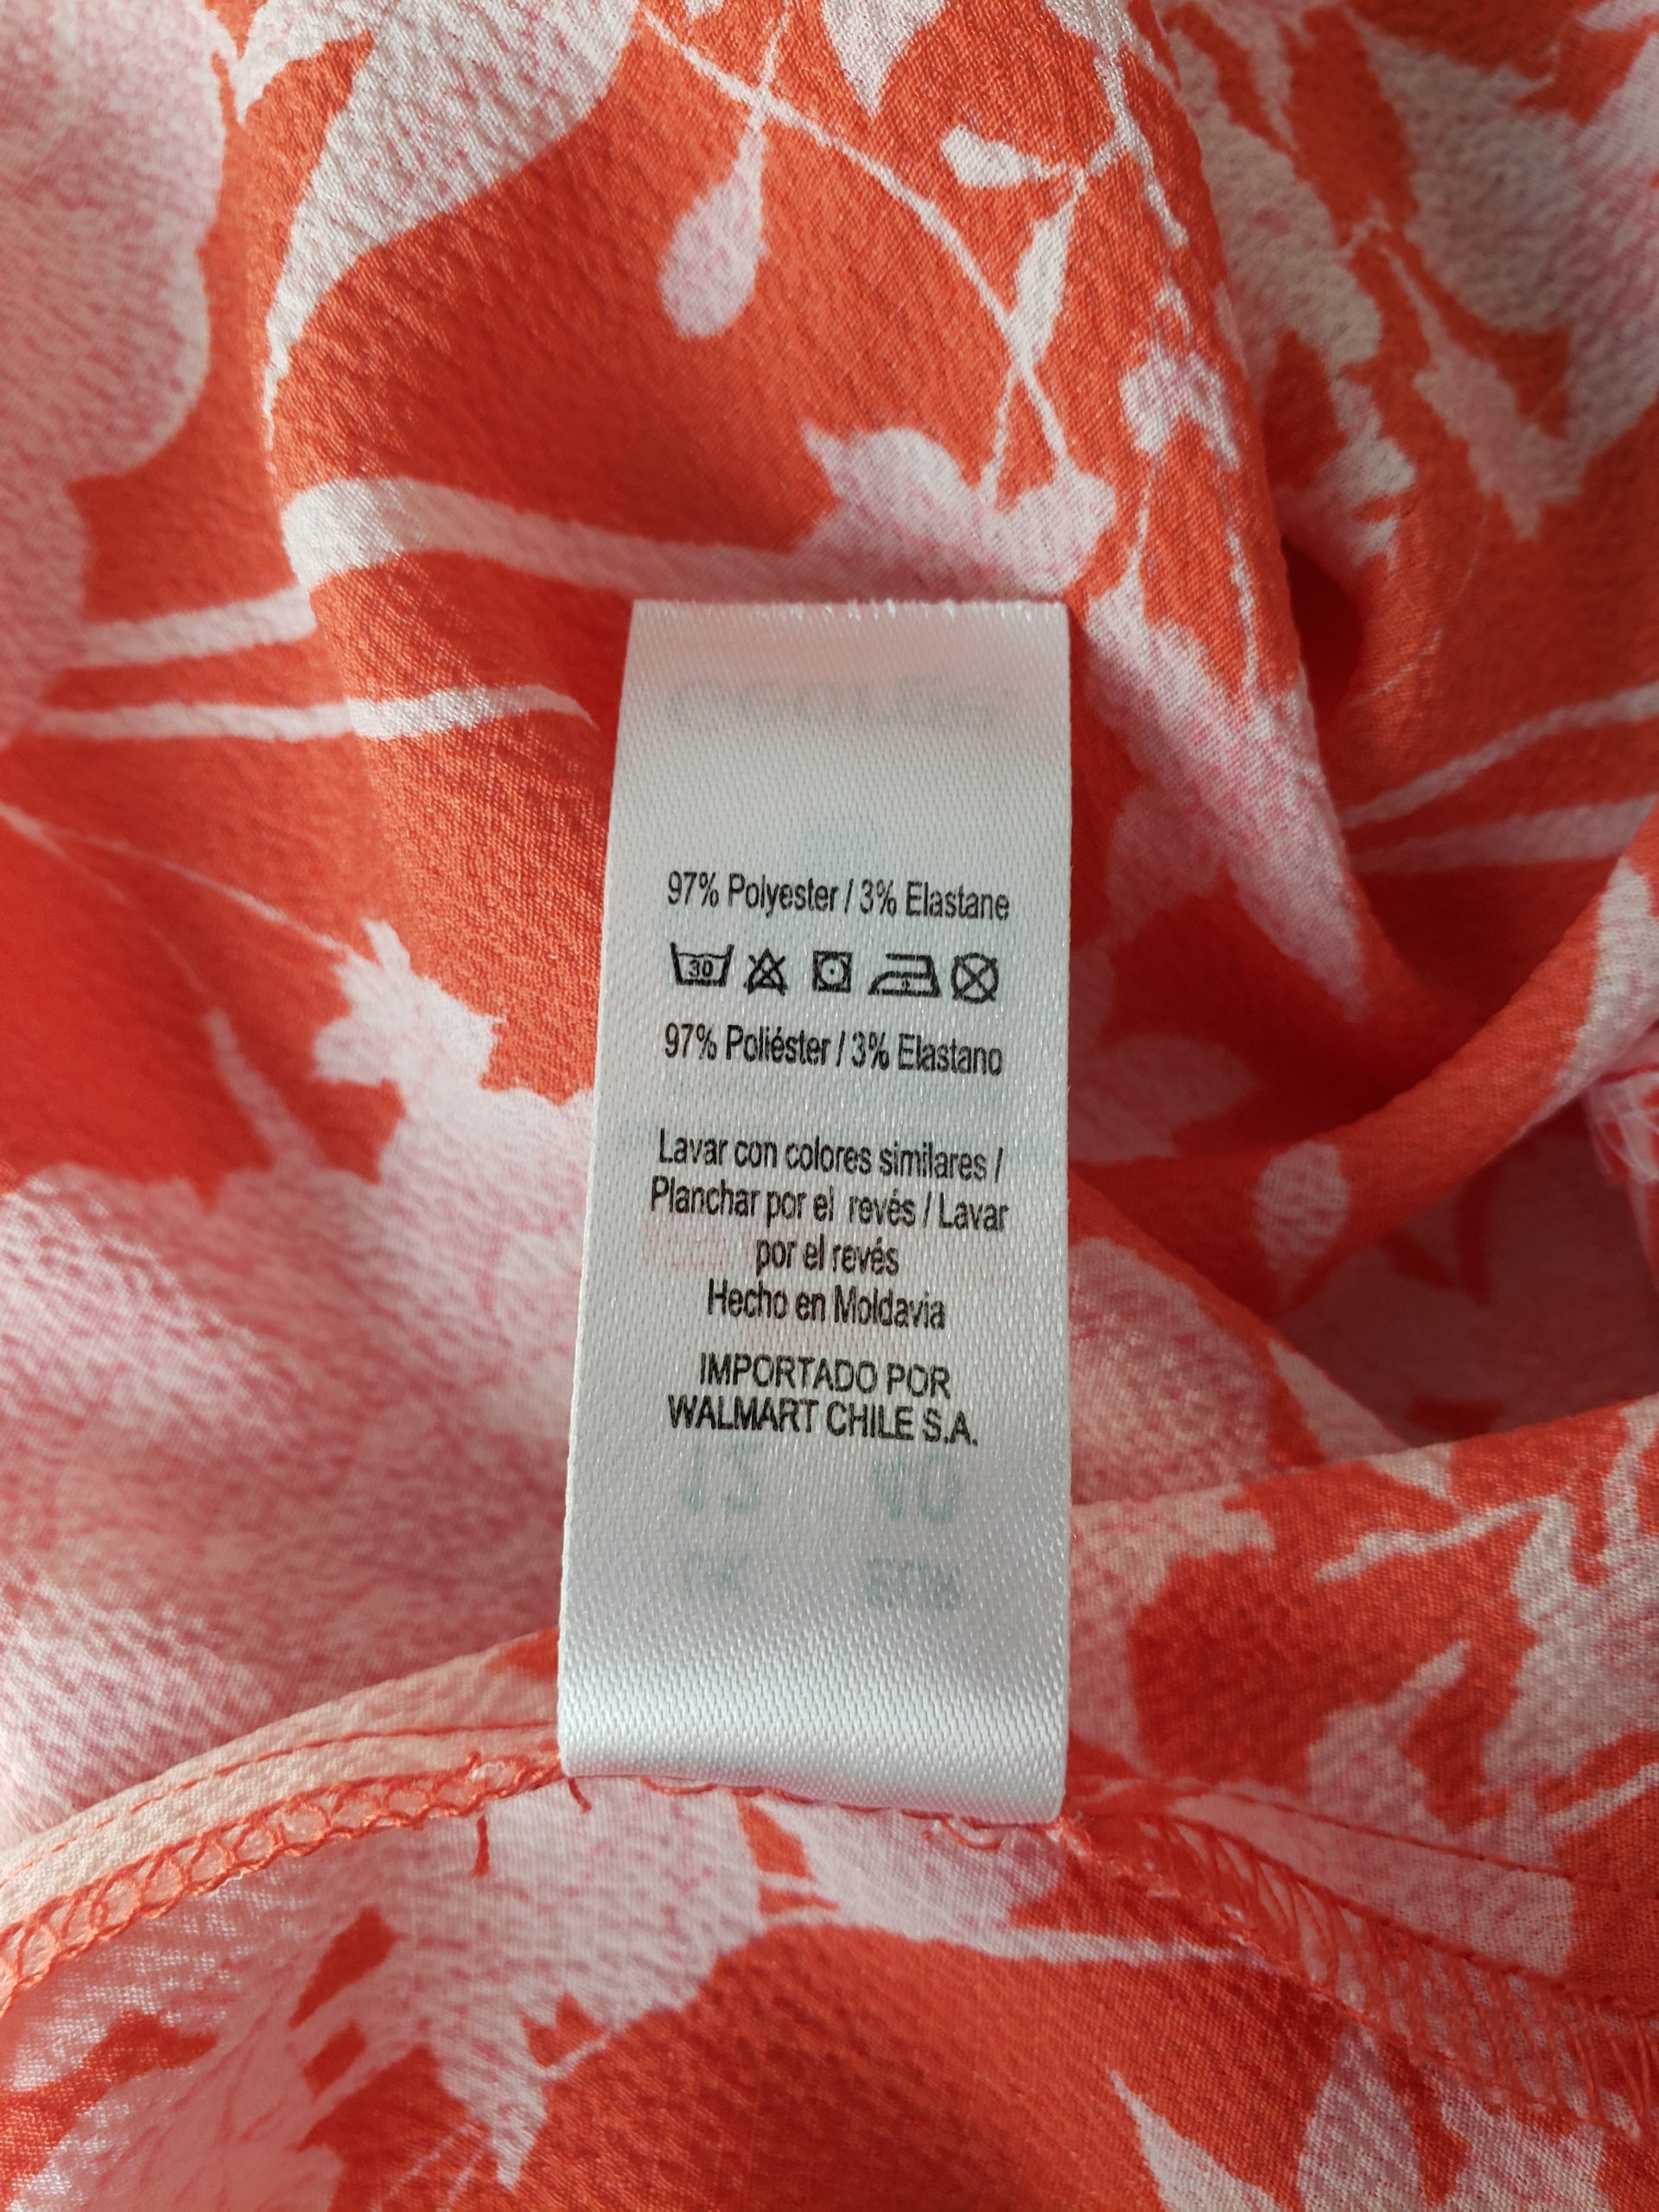 97% Polyester / 3% Elastane
30
97% Poliéster / 3% Elastano
Lavar con colores similares /
Planchar por el revés / Lavar
por el revés
Hecho en Moldavia
IMPORTADO POR
WALMART CHILE S.A.